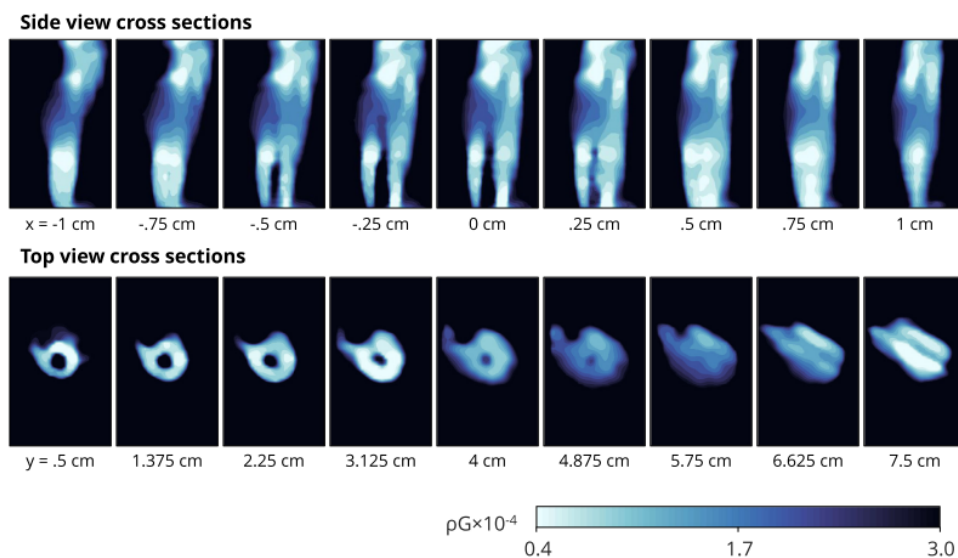 Side view cross sections
x = -1 cm -.75 cm -.5 cm -.25 cm 0 cm .25 cm .5 cm .75 cm 1 cm
Top view cross sections
y = .5 cm 1.375 cm 2.25 cm 3.125 cm 4 cm 4.875 cm 5.75 cm 6.625 cm 7.5 cm
ρG×10⁻⁴
0.4 1.7 3.0